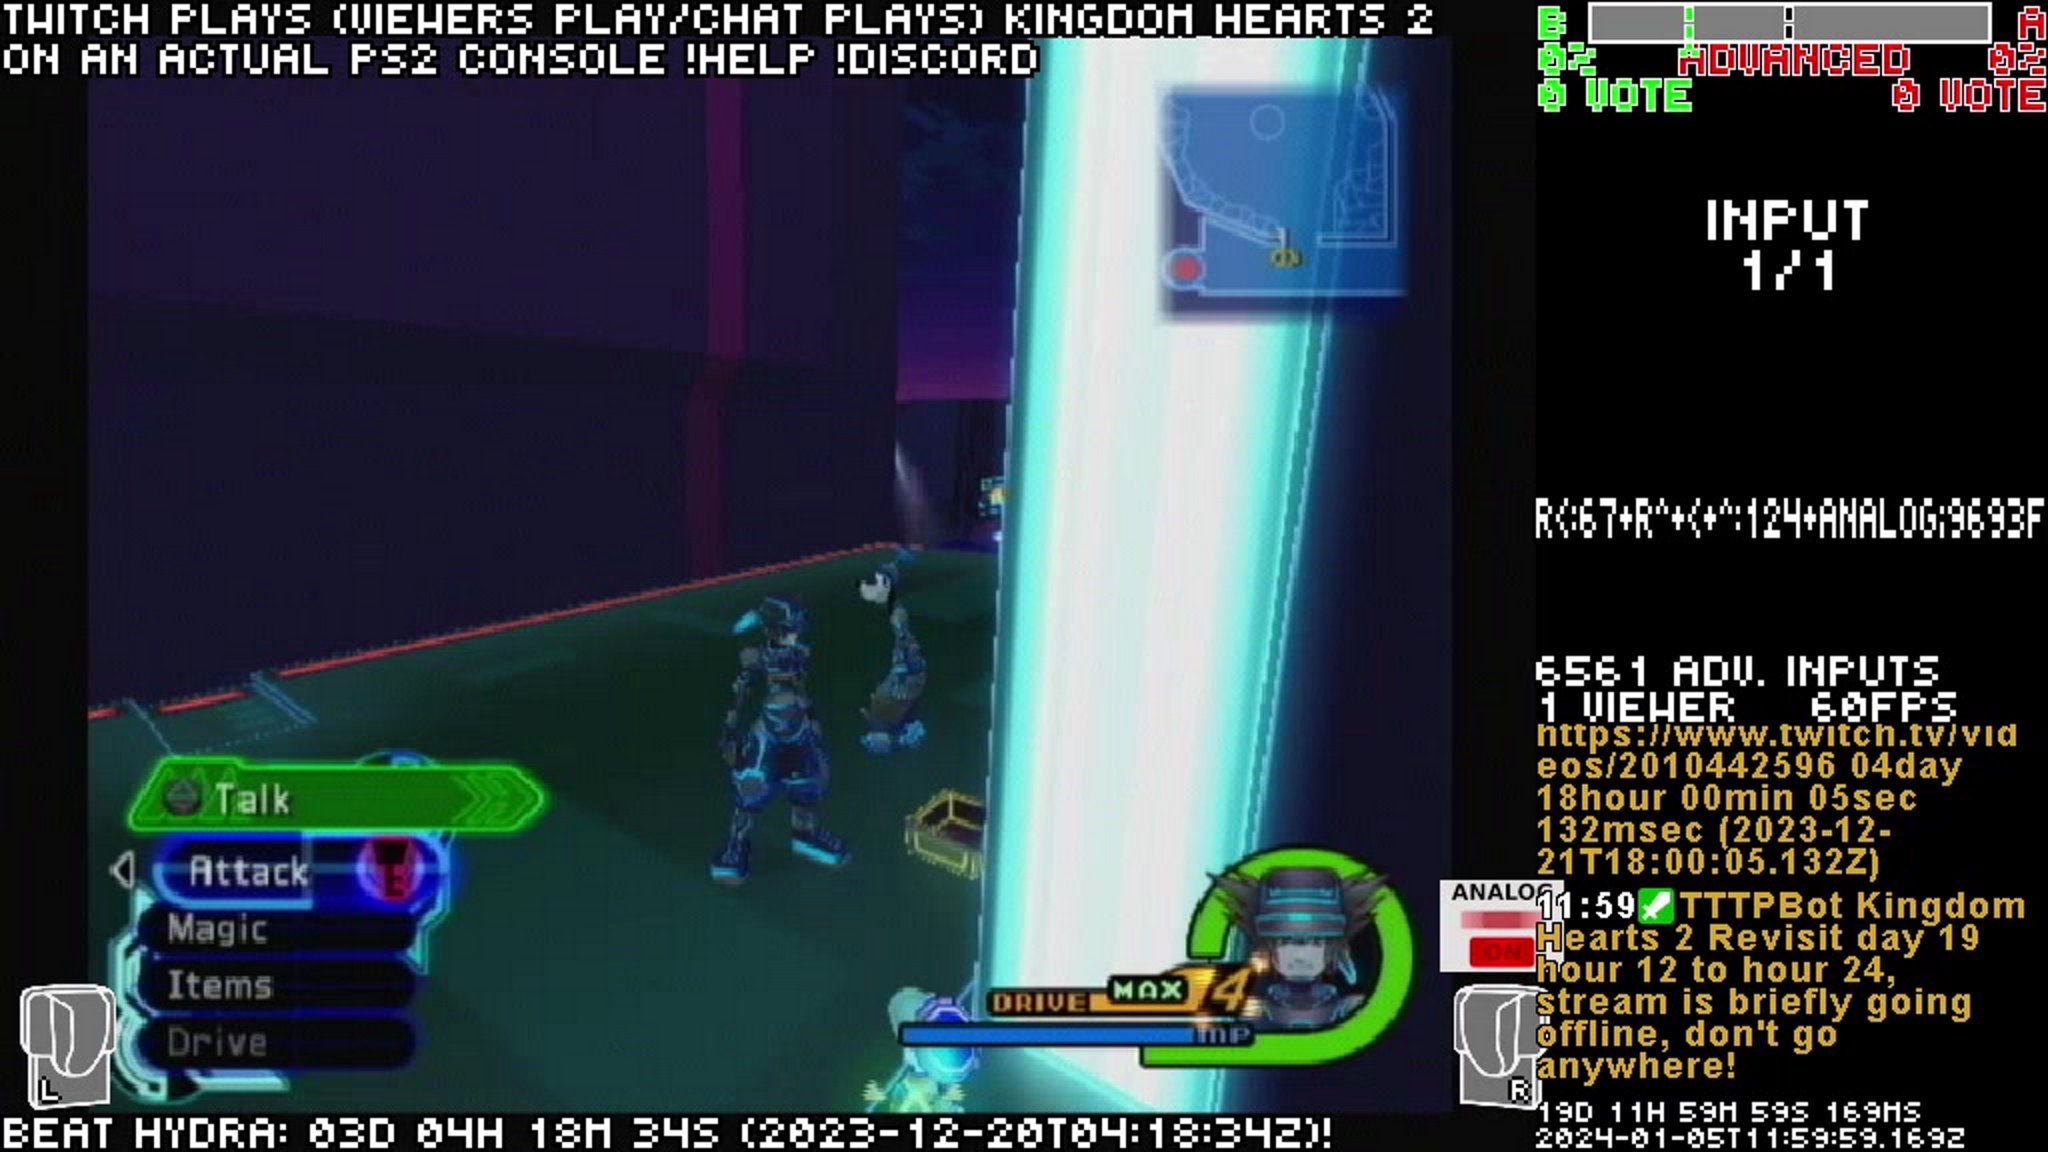 TWITCH PLAYS (VIEWERS PLAY/CHAT PLAYS) KINGDOM HEARTS 2
ON AN ACTUAL PS2 CONSOLE !HELP !DISCORD
B A
0% ADVANCED 0%
0 VOTE 0 VOTE
INPUT
1/1
R<:67+R^+<+^:124+ANALOG;9693F
6561 ADV. INPUTS
1 VIEWER 60FPS
https://www.twitch.tv/vid
eos/2010442596 04day
18hour 00min 05sec
132msec (2023-12-
21T18:00:05.132Z)
11:59 TTTPBot Kingdom
Hearts 2 Revisit day 19
hour 12 to hour 24,
stream is briefly going
offline, don't go
anywhere!
19D 11H 59M 59S 169MS
2024-01-05T11:59:59.169Z
Talk
Attack
Magic
Items
Drive
DRIVE MAX 4
MP
ANALOG
ON
L
R
BEAT HYDRA: 03D 04H 18M 34S (2023-12-20T04:18:34Z)!